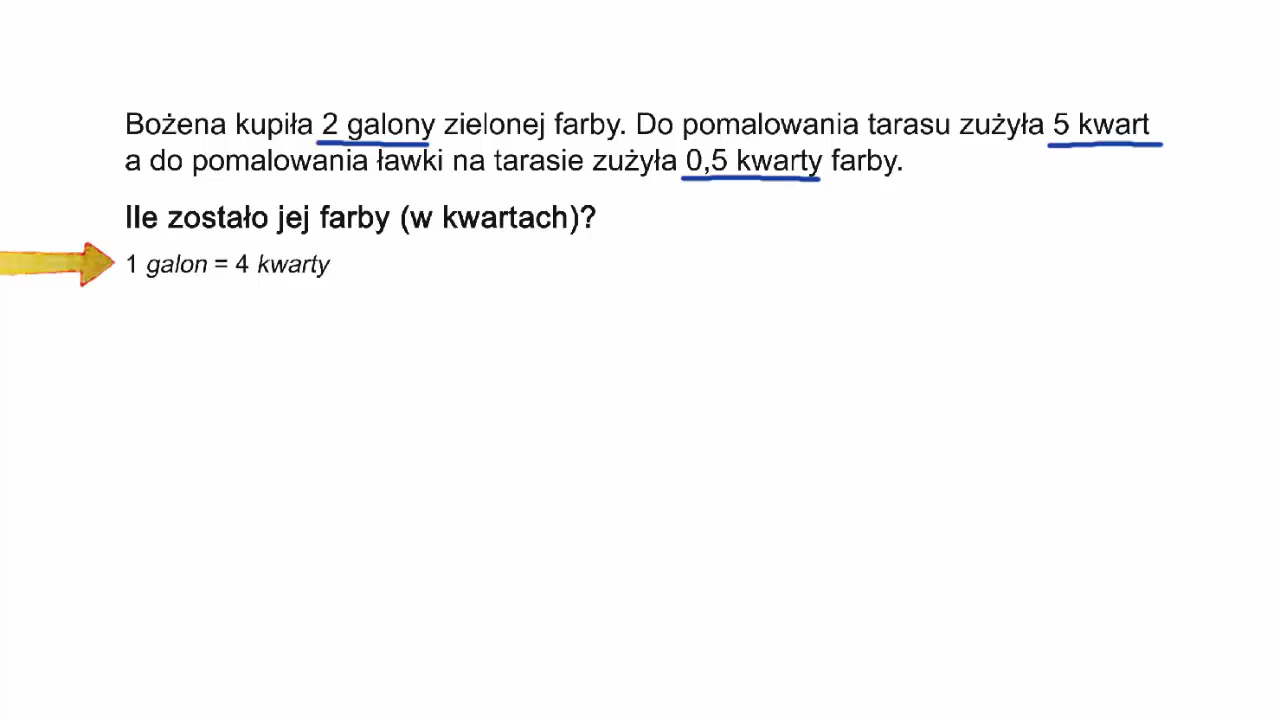 Bożena kupiła 2 galony zielonej farby. Do pomalowania tarasu zużyła 5 kwart
a do pomalowania ławki na tarasie zużyła 0,5 kwarty farby.
Ile zostało jej farby (w kwartach)?
1 galon = 4 kwarty